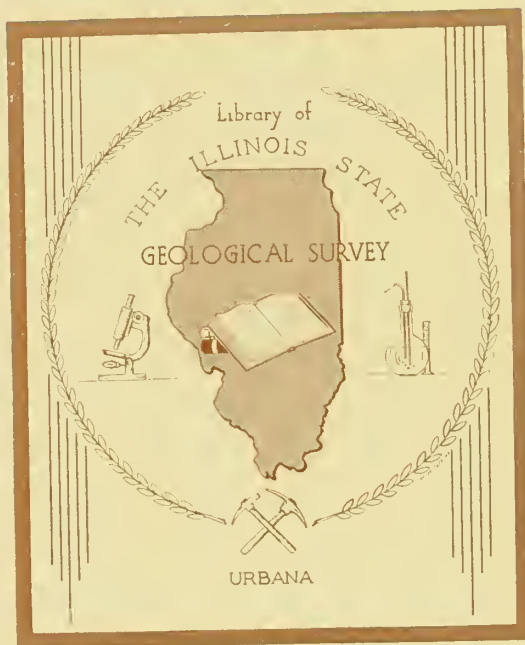 Library of
THE ILLINOIS STATE
GEOLOGICAL SURVEY
URBANA